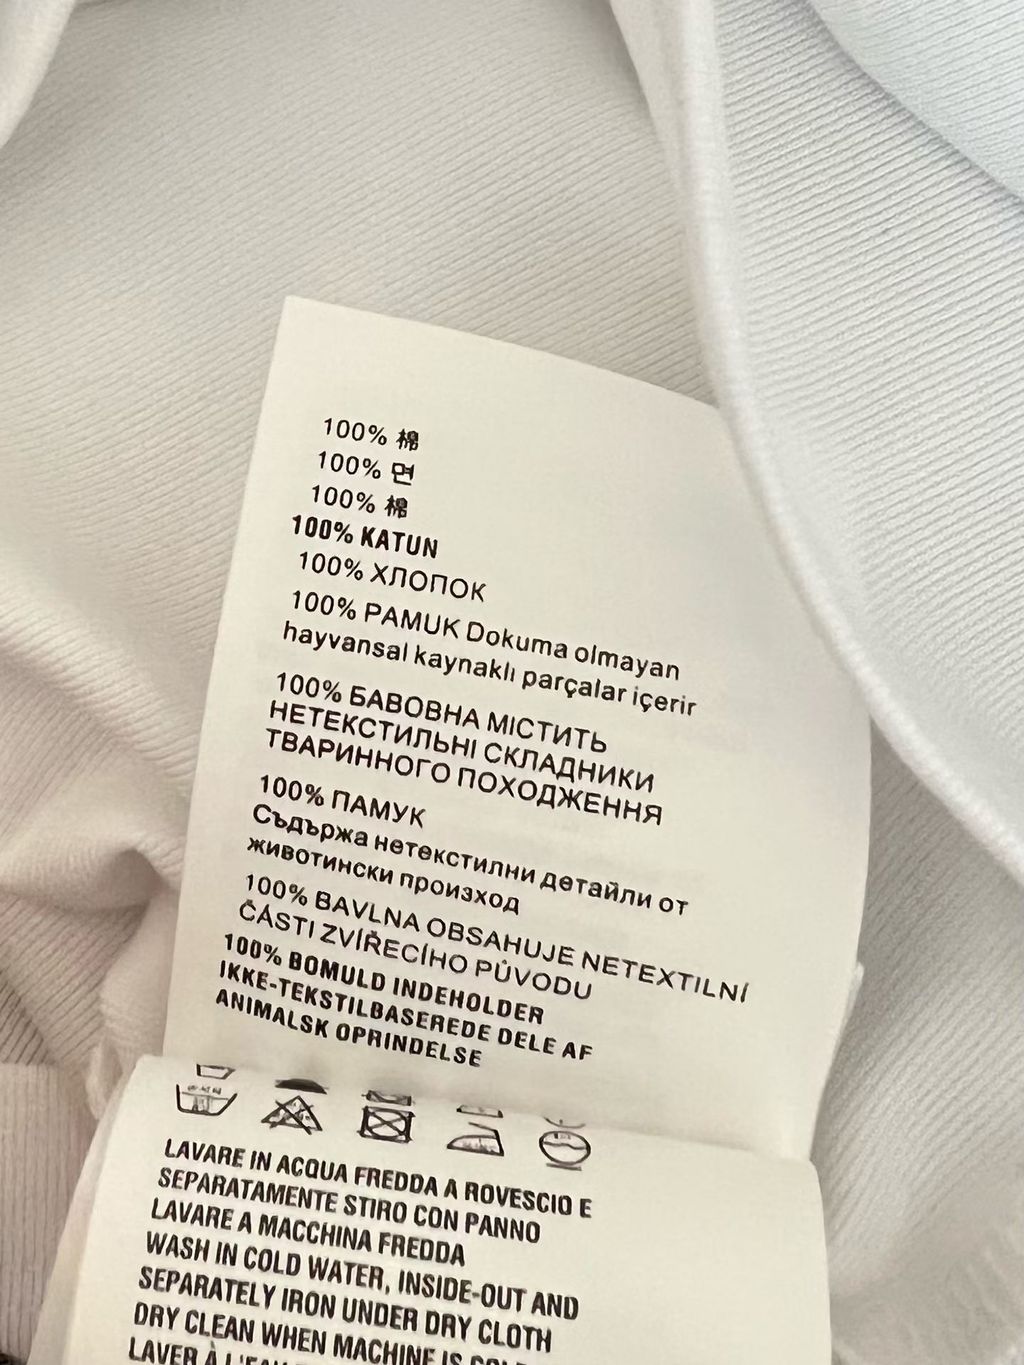 100% 棉
100% 면
100% 棉
100% KATUN
100% ХЛОПОК
100% PAMUK Dokuma olmayan
hayvansal kaynaklı parçalar içerir
100% БАВОВНА МІСТИТЬ
НЕТЕКСТИЛЬНІ СКЛАДНИКИ
ТВАРИННОГО ПОХОДЖЕННЯ
100% ПАМУК
Съдържа нетекстилни детайли от
животински произход
100% BAVLNA OBSAHUJE NETEXTILNÍ
ČÁSTI ZVÍŘECÍHO PŮVODU
100% BOMULD INDEHOLDER
IKKE-TEKSTILBASEREDE DELE AF
ANIMALSK OPRINDELSE
LAVARE IN ACQUA FREDDA A ROVESCIO E
SEPARATAMENTE STIRO CON PANNO
LAVARE A MACCHINA FREDDA
WASH IN COLD WATER, INSIDE-OUT AND
SEPARATELY IRON UNDER DRY CLOTH
DRY CLEAN WHEN MACHINE IS
LAVER À